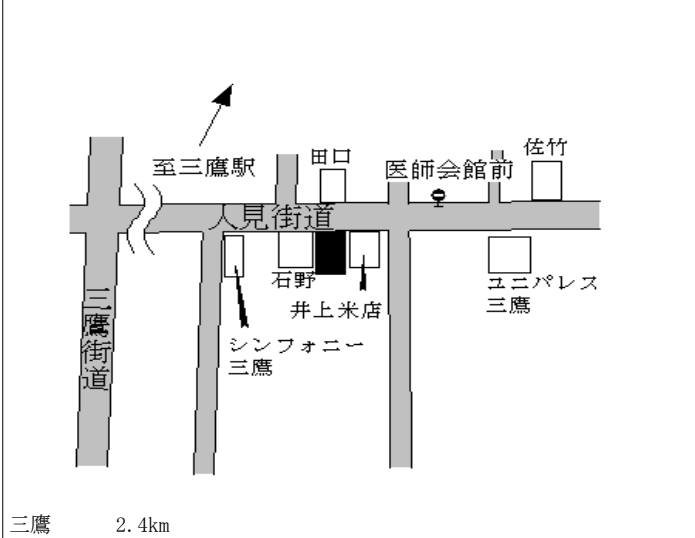 佐竹
田口
至三鷹駅
医師会館前
人見街道
石野
ユニパレス
三鷹
井上米店
三鷹街道
シンフォニー
三鷹
三鷹 2.4km